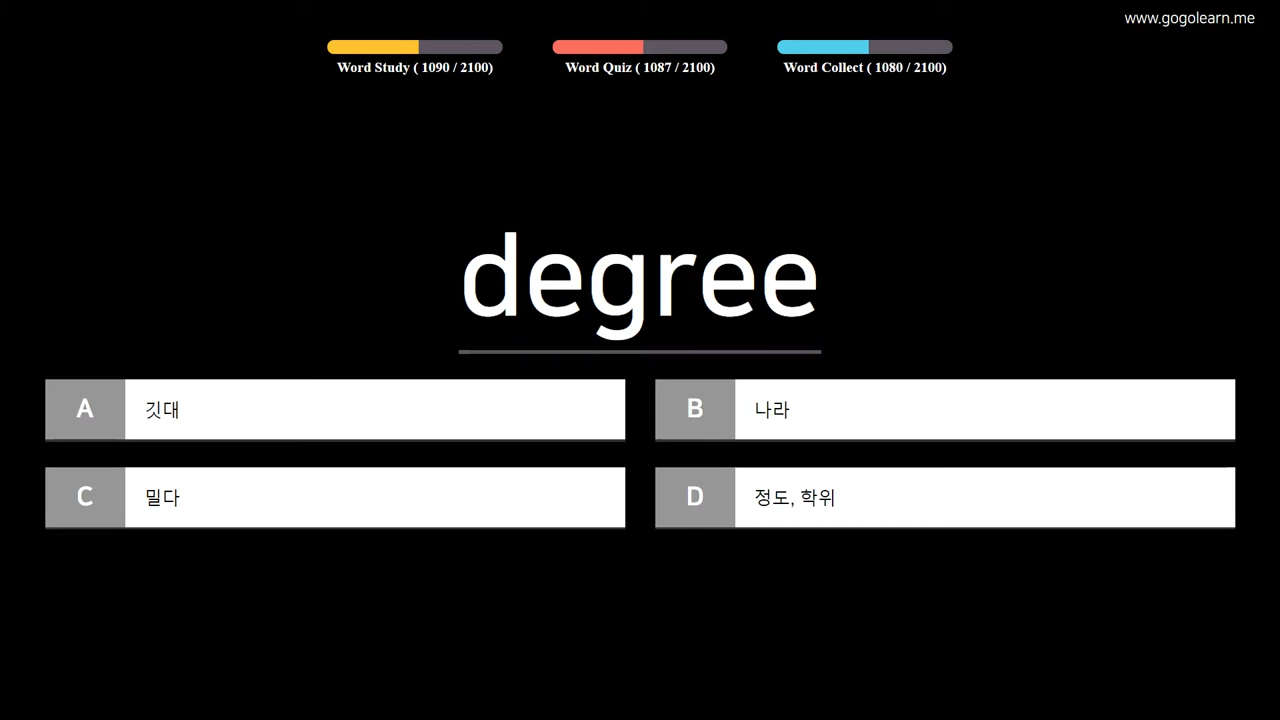 www.gogolearn.me
Word Study ( 1090 / 2100)
Word Quiz ( 1087 / 2100)
Word Collect ( 1080 / 2100)
degree
A 깃대
B 나라
C 밀다
D 정도, 학위